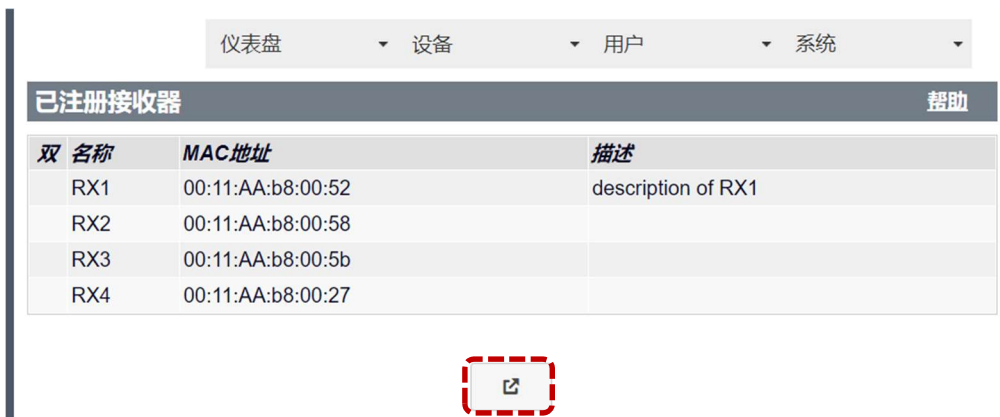 仪表盘 设备 用户 系统
已注册接收器 帮助
双 名称 MAC地址 描述
RX1 00:11:AA:b8:00:52 description of RX1
RX2 00:11:AA:b8:00:58
RX3 00:11:AA:b8:00:5b
RX4 00:11:AA:b8:00:27